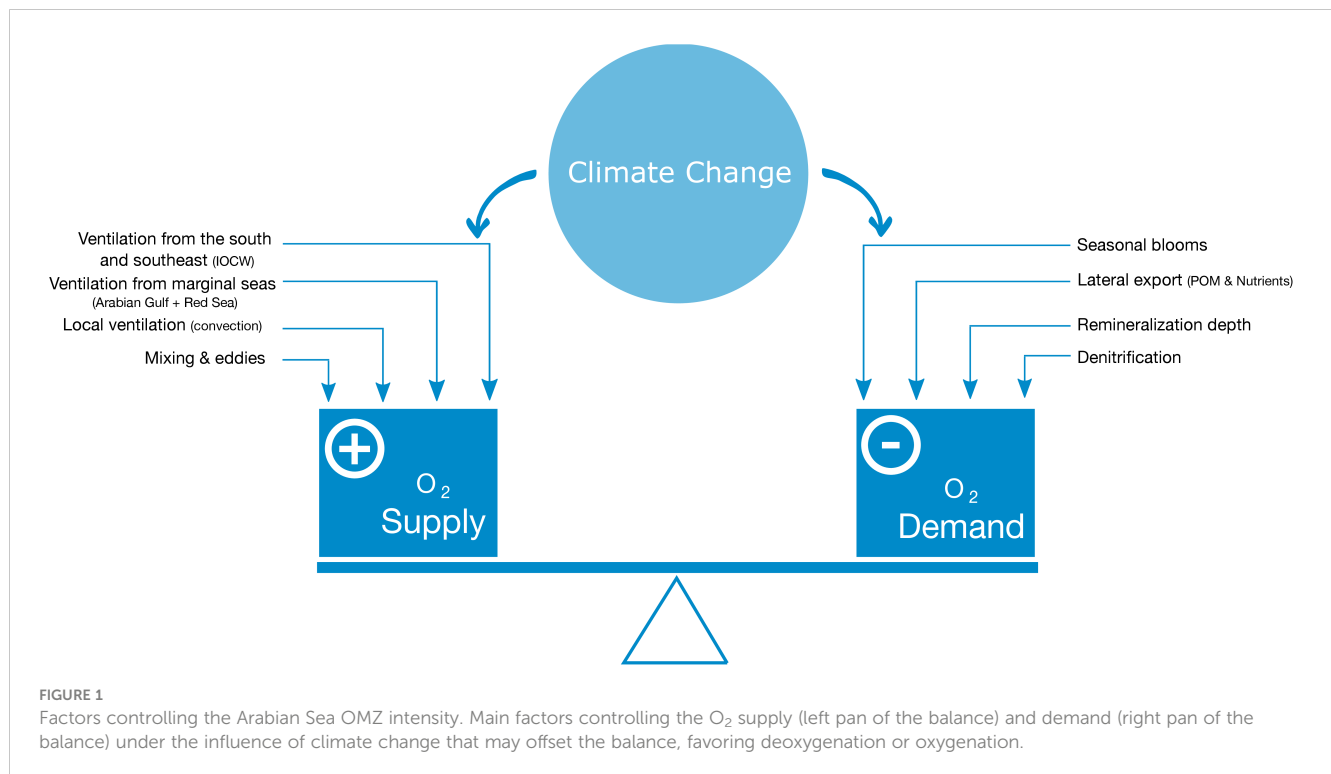 Climate Change
Ventilation from the south
and southeast (IOCW)
Ventilation from marginal seas
(Arabian Gulf + Red Sea)
Local ventilation (convection)
Mixing & eddies
Seasonal blooms
Lateral export (POM & Nutrients)
Remineralization depth
Denitrification
+
O₂
Supply
-
O₂
Demand
FIGURE 1
Factors controlling the Arabian Sea OMZ intensity. Main factors controlling the O₂ supply (left pan of the balance) and demand (right pan of the
balance) under the influence of climate change that may offset the balance, favoring deoxygenation or oxygenation.